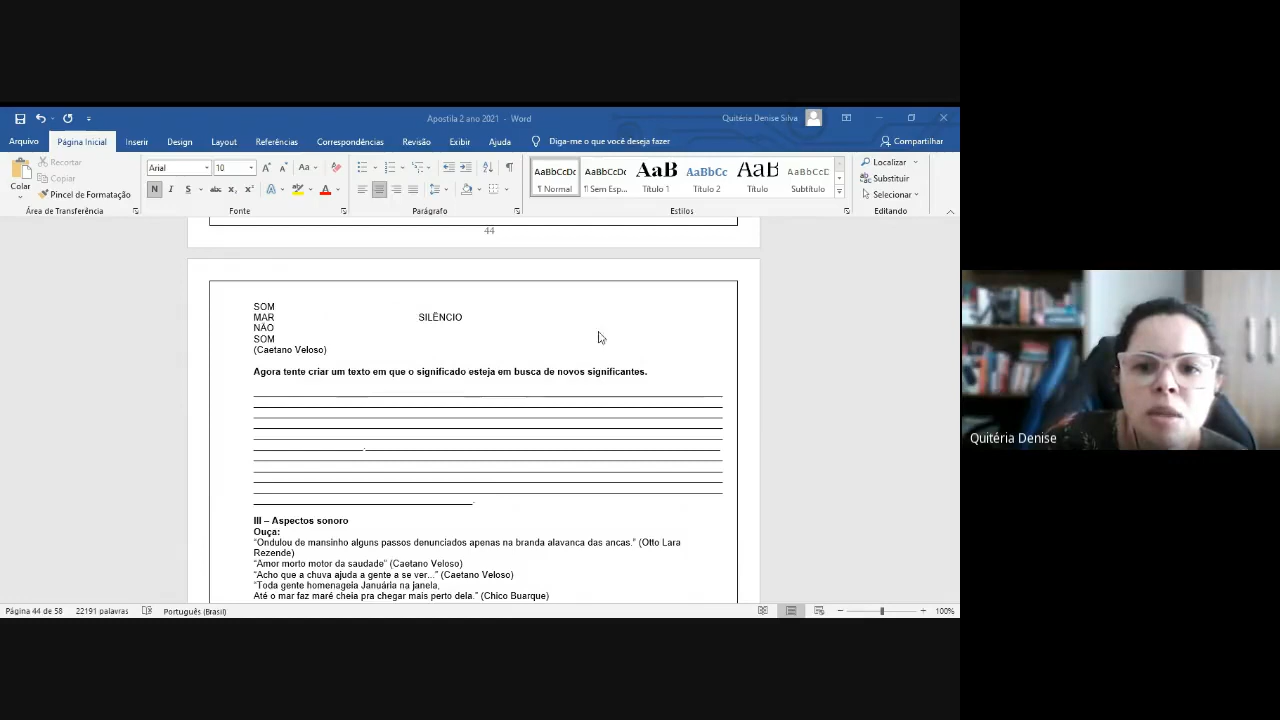 Apostila 2 ano 2021 - Word
Quitéria Denise Silva
Arquivo Página Inicial Inserir Design Layout Referências Correspondências Revisão Exibir Ajuda Diga-me o que você deseja fazer Compartilhar
Colar
Recortar
Copiar
Pincel de Formatação
Área de Transferência
Arial 10
Fonte
Parágrafo
AaBbCcDc AaBbCcDc AaB AaBbCc AaB AaBbCcC
¶ Normal ¶ Sem Esp... Título 1 Título 2 Título Subtítulo
Estilos
Localizar
Substituir
Selecionar
Editando
44
SOM
MAR SILÊNCIO
NÃO
SOM
(Caetano Veloso)
Agora tente criar um texto em que o significado esteja em busca de novos significantes.
III – Aspectos sonoro
Ouça:
“Ondulou de mansinho alguns passos denunciados apenas na branda alavanca das ancas.” (Otto Lara
Rezende)
“Amor morto motor da saudade” (Caetano Veloso)
“Acho que a chuva ajuda a gente a se ver...” (Caetano Veloso)
“Toda gente homenageia Januária na janela,
Até o mar faz maré cheia pra chegar mais perto dela.” (Chico Buarque)
Página 44 de 58 22191 palavras Português (Brasil) 100%
Quitéria Denise